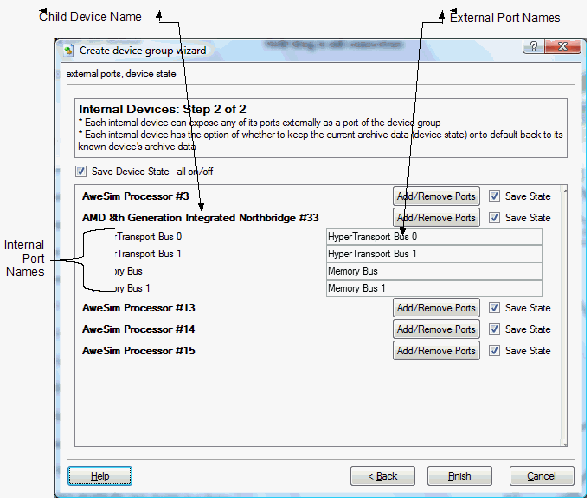 Child Device Name
External Port Names
Create device group wizard
external ports, device state
Internal Devices: Step 2 of 2
* Each internal device can expose any of its ports externally as a port of the device group
* Each internal device has the option of whether to keep the current archive data (device state) or to default back to its
known device's archive data
Save Device State - all on/off
AweSim Processor #3 Add/Remove Ports Save State
AMD 8th Generation Integrated Northbridge #33 Add/Remove Ports Save State
rTransport Bus 0 HyperTransport Bus 0
rTransport Bus 1 HyperTransport Bus 1
ory Bus Memory Bus
ory Bus 1 Memory Bus 1
Internal
Port
Names
AweSim Processor #13 Add/Remove Ports Save State
AweSim Processor #14 Add/Remove Ports Save State
AweSim Processor #15 Add/Remove Ports Save State
Help < Back Finish Cancel